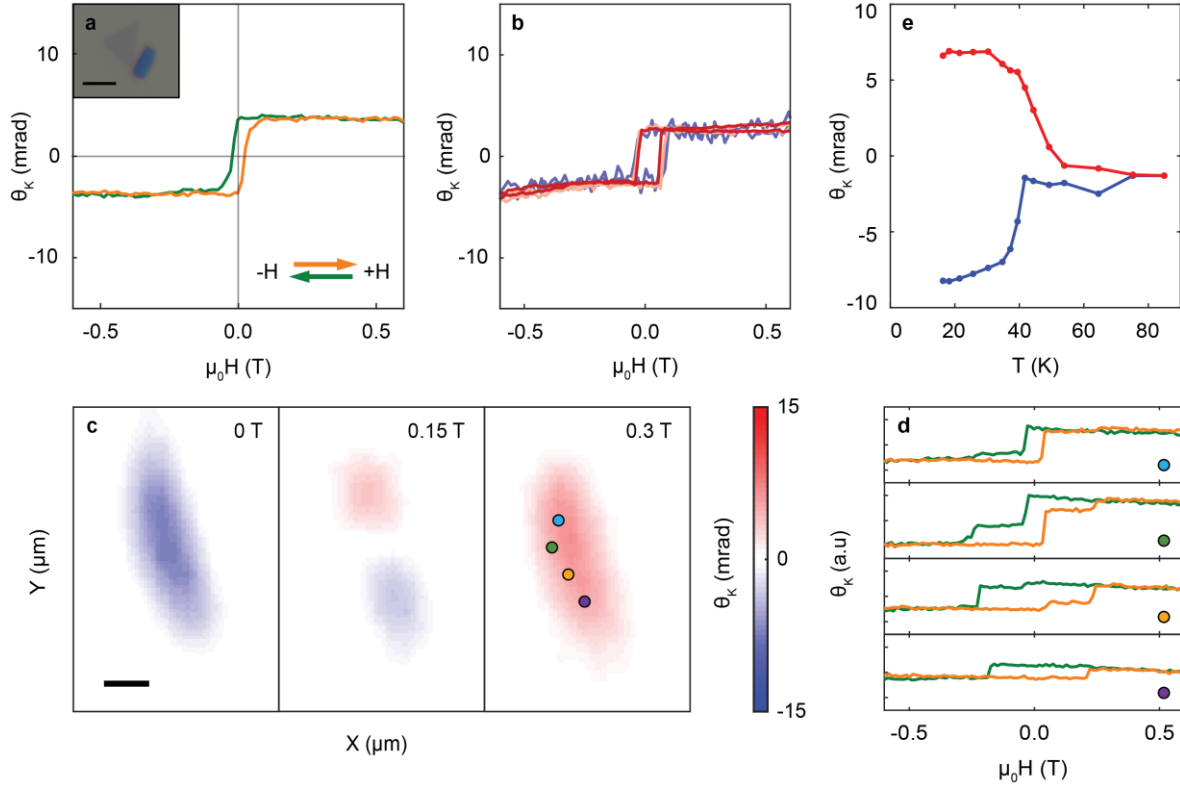 a
10
0
-10
θK (mrad)
-0.5
0.0
0.5
μ0H (T)
-H
+H
b
10
0
-10
θK (mrad)
-0.5
0.0
0.5
μ0H (T)
e
10
5
0
-5
-10
θK (mrad)
0
20
40
60
80
T (K)
c
0 T
0.15 T
0.3 T
Y (μm)
X (μm)
15
0
-15
θK (mrad)
d
θK (a.u)
-0.5
0.0
0.5
μ0H (T)